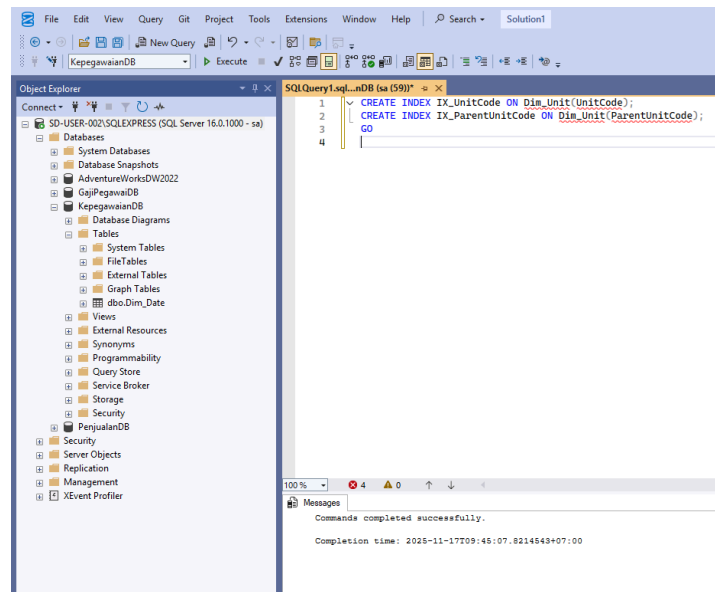 File Edit View Query Git Project Tools Extensions Window Help Search Solution1
New Query
KepegawaianDB Execute
Object Explorer
Connect
SD-USER-002\SQLEXPRESS (SQL Server 16.0.1000 - sa)
Databases
System Databases
Database Snapshots
AdventureWorksDW2022
GajiPegawaiDB
KepegawaianDB
Database Diagrams
Tables
System Tables
FileTables
External Tables
Graph Tables
dbo.Dim_Date
Views
External Resources
Synonyms
Programmability
Query Store
Service Broker
Storage
Security
PenjualanDB
Security
Server Objects
Replication
Management
XEvent Profiler
SQLQuery1.sql...nDB (sa (59))*
1 CREATE INDEX IX_UnitCode ON Dim_Unit(UnitCode);
2 CREATE INDEX IX_ParentUnitCode ON Dim_Unit(ParentUnitCode);
3 GO
4
100 % 4 0
Messages
Commands completed successfully.
Completion time: 2025-11-17T09:45:07.8214543+07:00